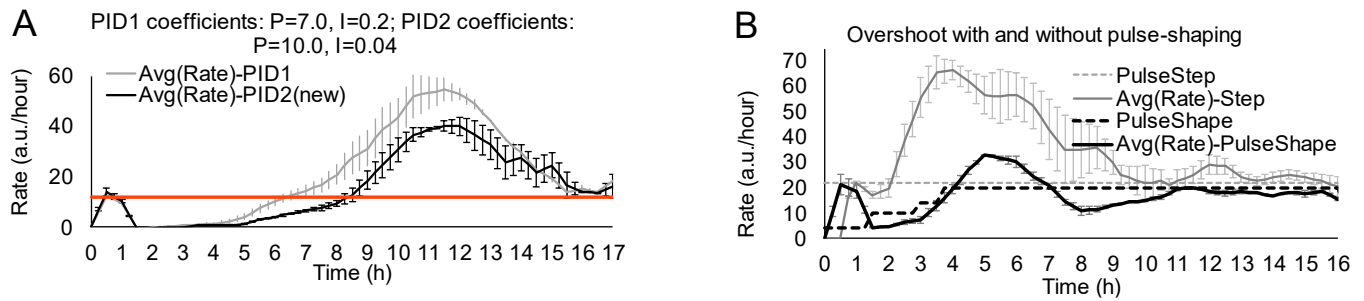 A
PID1 coefficients: P=7.0, I=0.2; PID2 coefficients:
P=10.0, I=0.04
Avg(Rate)-PID1
Avg(Rate)-PID2(new)
Rate (a.u./hour)
60
40
20
0
0 1 2 3 4 5 6 7 8 9 10 11 12 13 14 15 16 17
Time (h)
B
Overshoot with and without pulse-shaping
PulseStep
Avg(Rate)-Step
PulseShape
Avg(Rate)-PulseShape
Rate (a.u./hour)
70
60
50
40
30
20
10
0
0 1 2 3 4 5 6 7 8 9 10 11 12 13 14 15 16
Time (h)